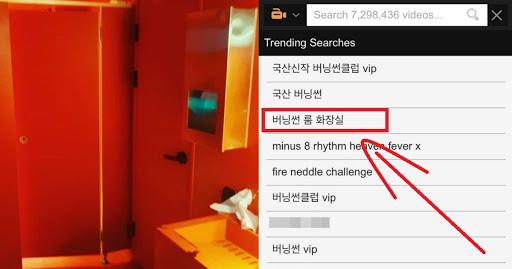 Search 7,298,436 videos...
Trending Searches
국산신작 버닝썬클럽 vip
국산 버닝썬
버닝썬 룸 화장실
minus 8 rhythm heaven fever x
fire neddle challenge
버닝썬클럽 vip
버닝썬 vip